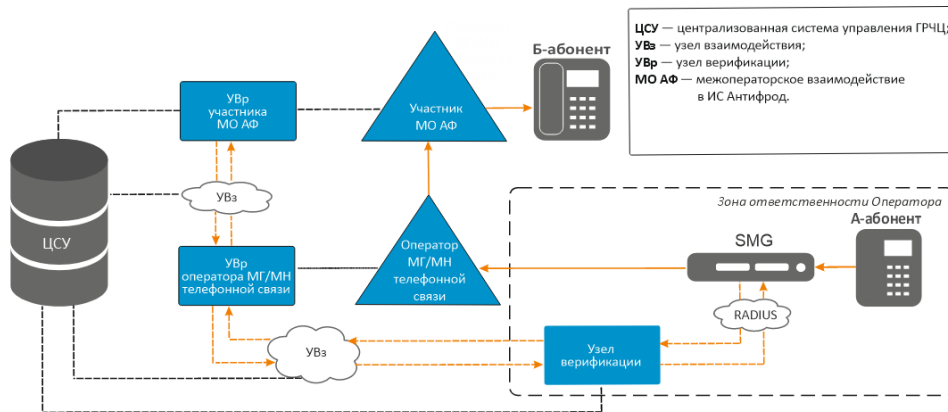 ЦСУ — централизованная система управления ГРЧЦ;
УВз — узел взаимодействия;
УВр — узел верификации;
МО АФ — межоператорское взаимодействие
в ИС Антифрод.
Б-абонент
УВр
участника
МО АФ
Участник
МО АФ
УВз
ЦСУ
Зона ответственности Оператора
А-абонент
SMG
УВр
оператора МГ/МН
телефонной связи
Оператор
МГ/МН
телефонной
связи
RADIUS
УВз
Узел
верификации